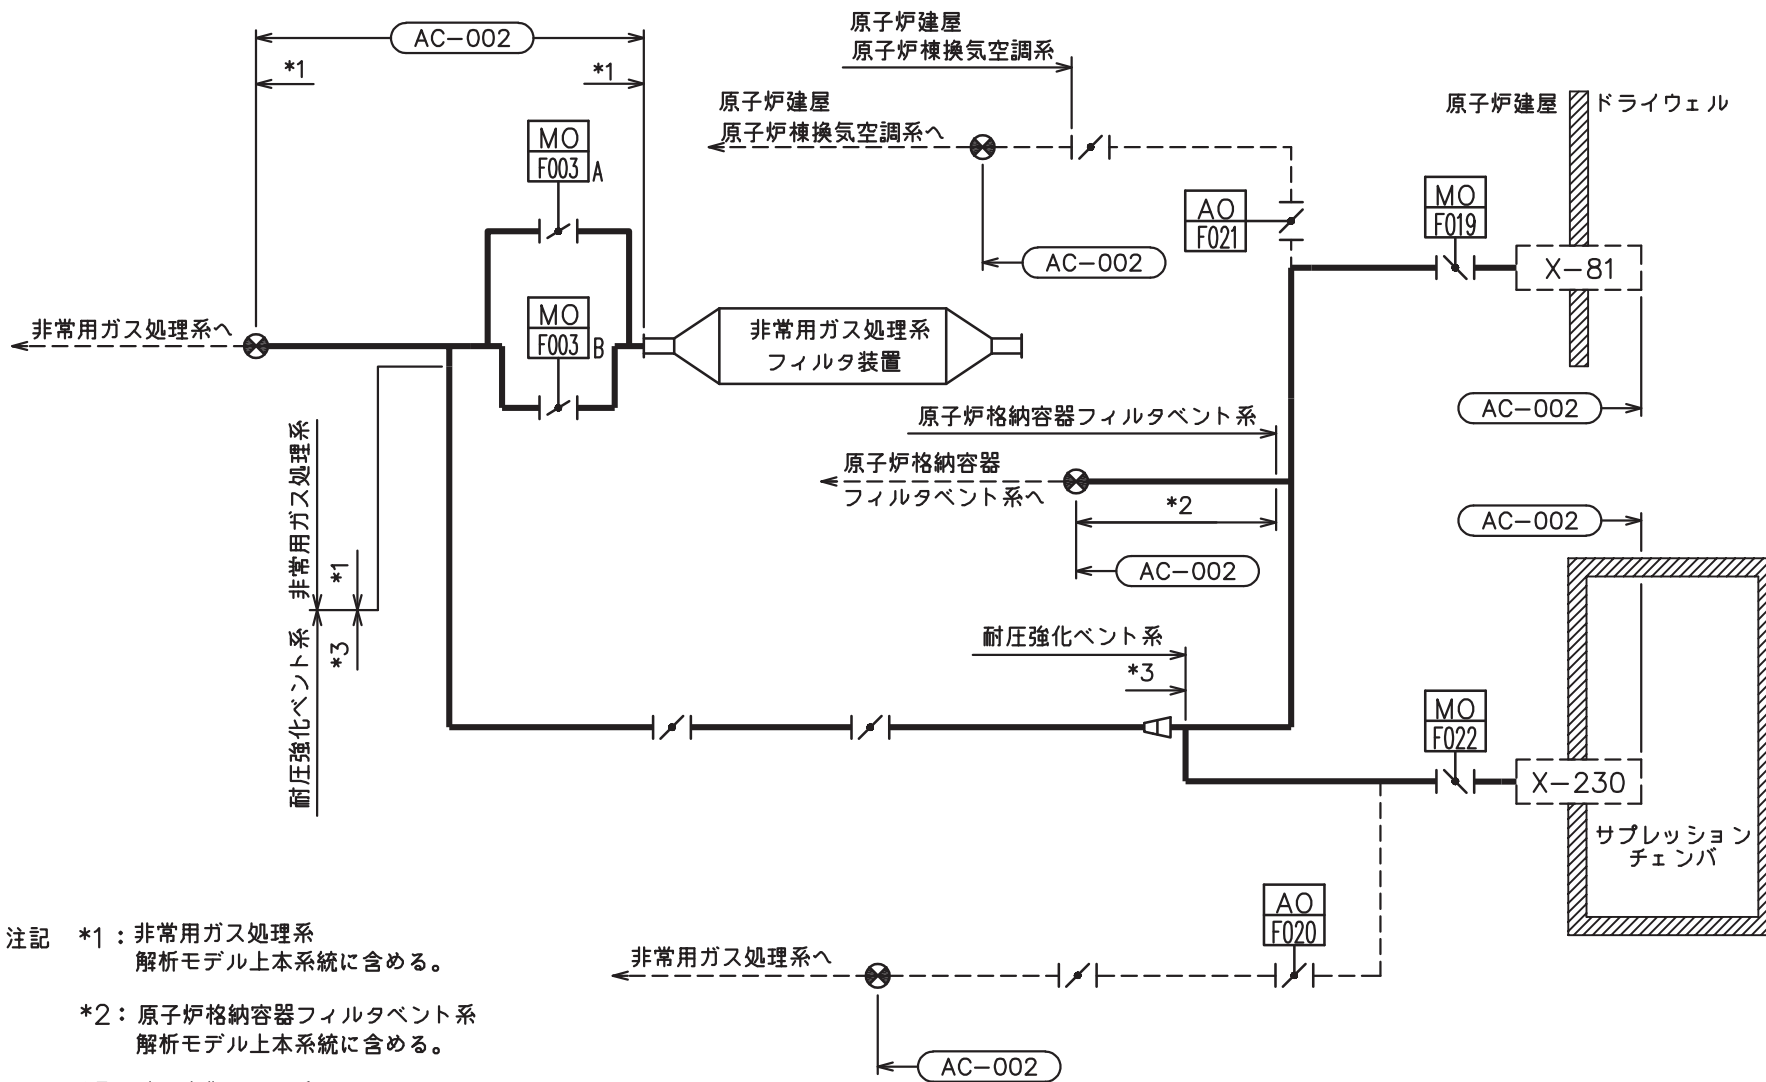 AC-002
*1
*1
原子炉建屋
原子炉棟換気空調系
原子炉建屋
原子炉棟換気空調系へ
原子炉建屋
ドライウェル
MO
F003 A
AO
F021
MO
F019
AC-002
X-81
非常用ガス処理系へ
MO
F003 B
非常用ガス処理系
フィルタ装置
AC-002
原子炉格納容器フィルタベント系
原子炉格納容器
フィルタベント系へ
*2
AC-002
AC-002
非常用ガス処理系
*1
耐圧強化ベント系
*3
耐圧強化ベント系
*3
MO
F022
X-230
サプレッション
チェンバ
AO
F020
非常用ガス処理系へ
AC-002
注記 *1：非常用ガス処理系
解析モデル上本系統に含める。
*2：原子炉格納容器フィルタベント系
解析モデル上本系統に含める。